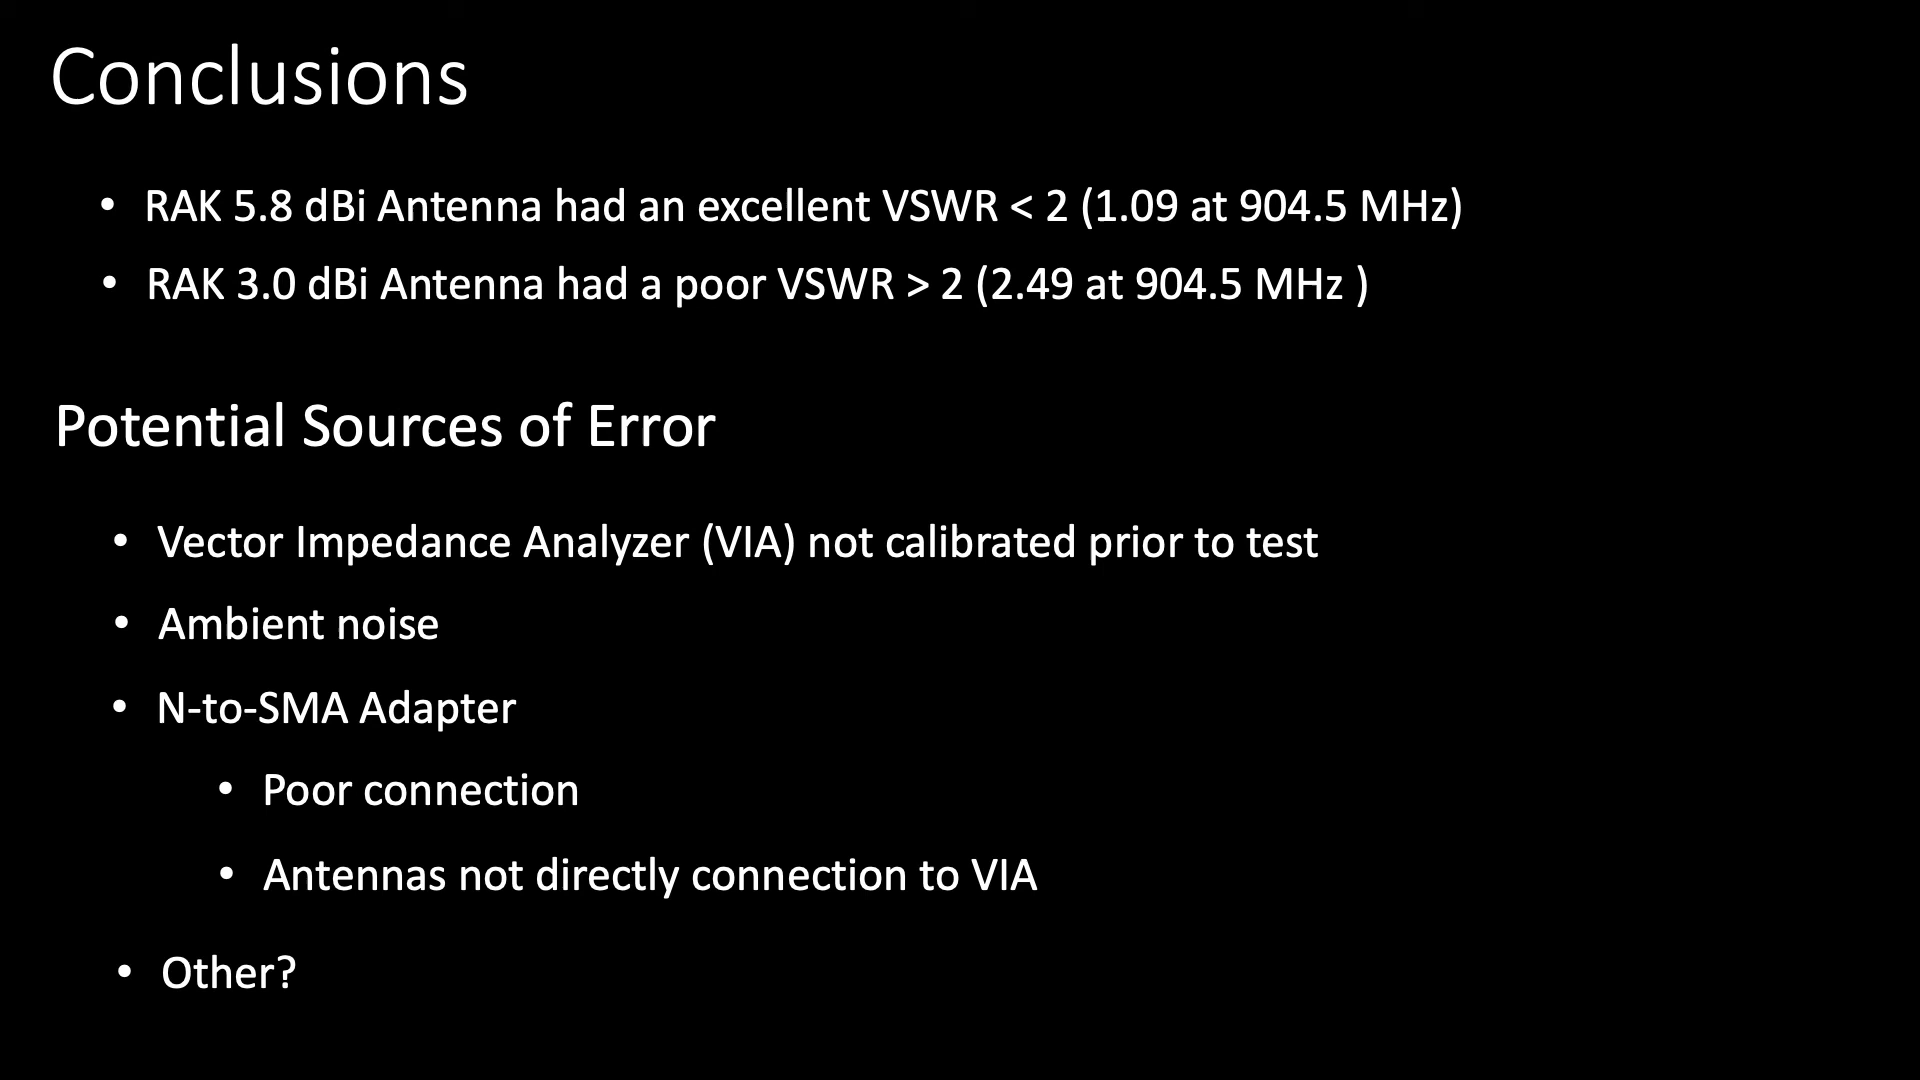 Conclusions
• RAK 5.8 dBi Antenna had an excellent VSWR < 2 (1.09 at 904.5 MHz)
• RAK 3.0 dBi Antenna had a poor VSWR > 2 (2.49 at 904.5 MHz )
Potential Sources of Error
• Vector Impedance Analyzer (VIA) not calibrated prior to test
• Ambient noise
• N-to-SMA Adapter
• Poor connection
• Antennas not directly connection to VIA
• Other?